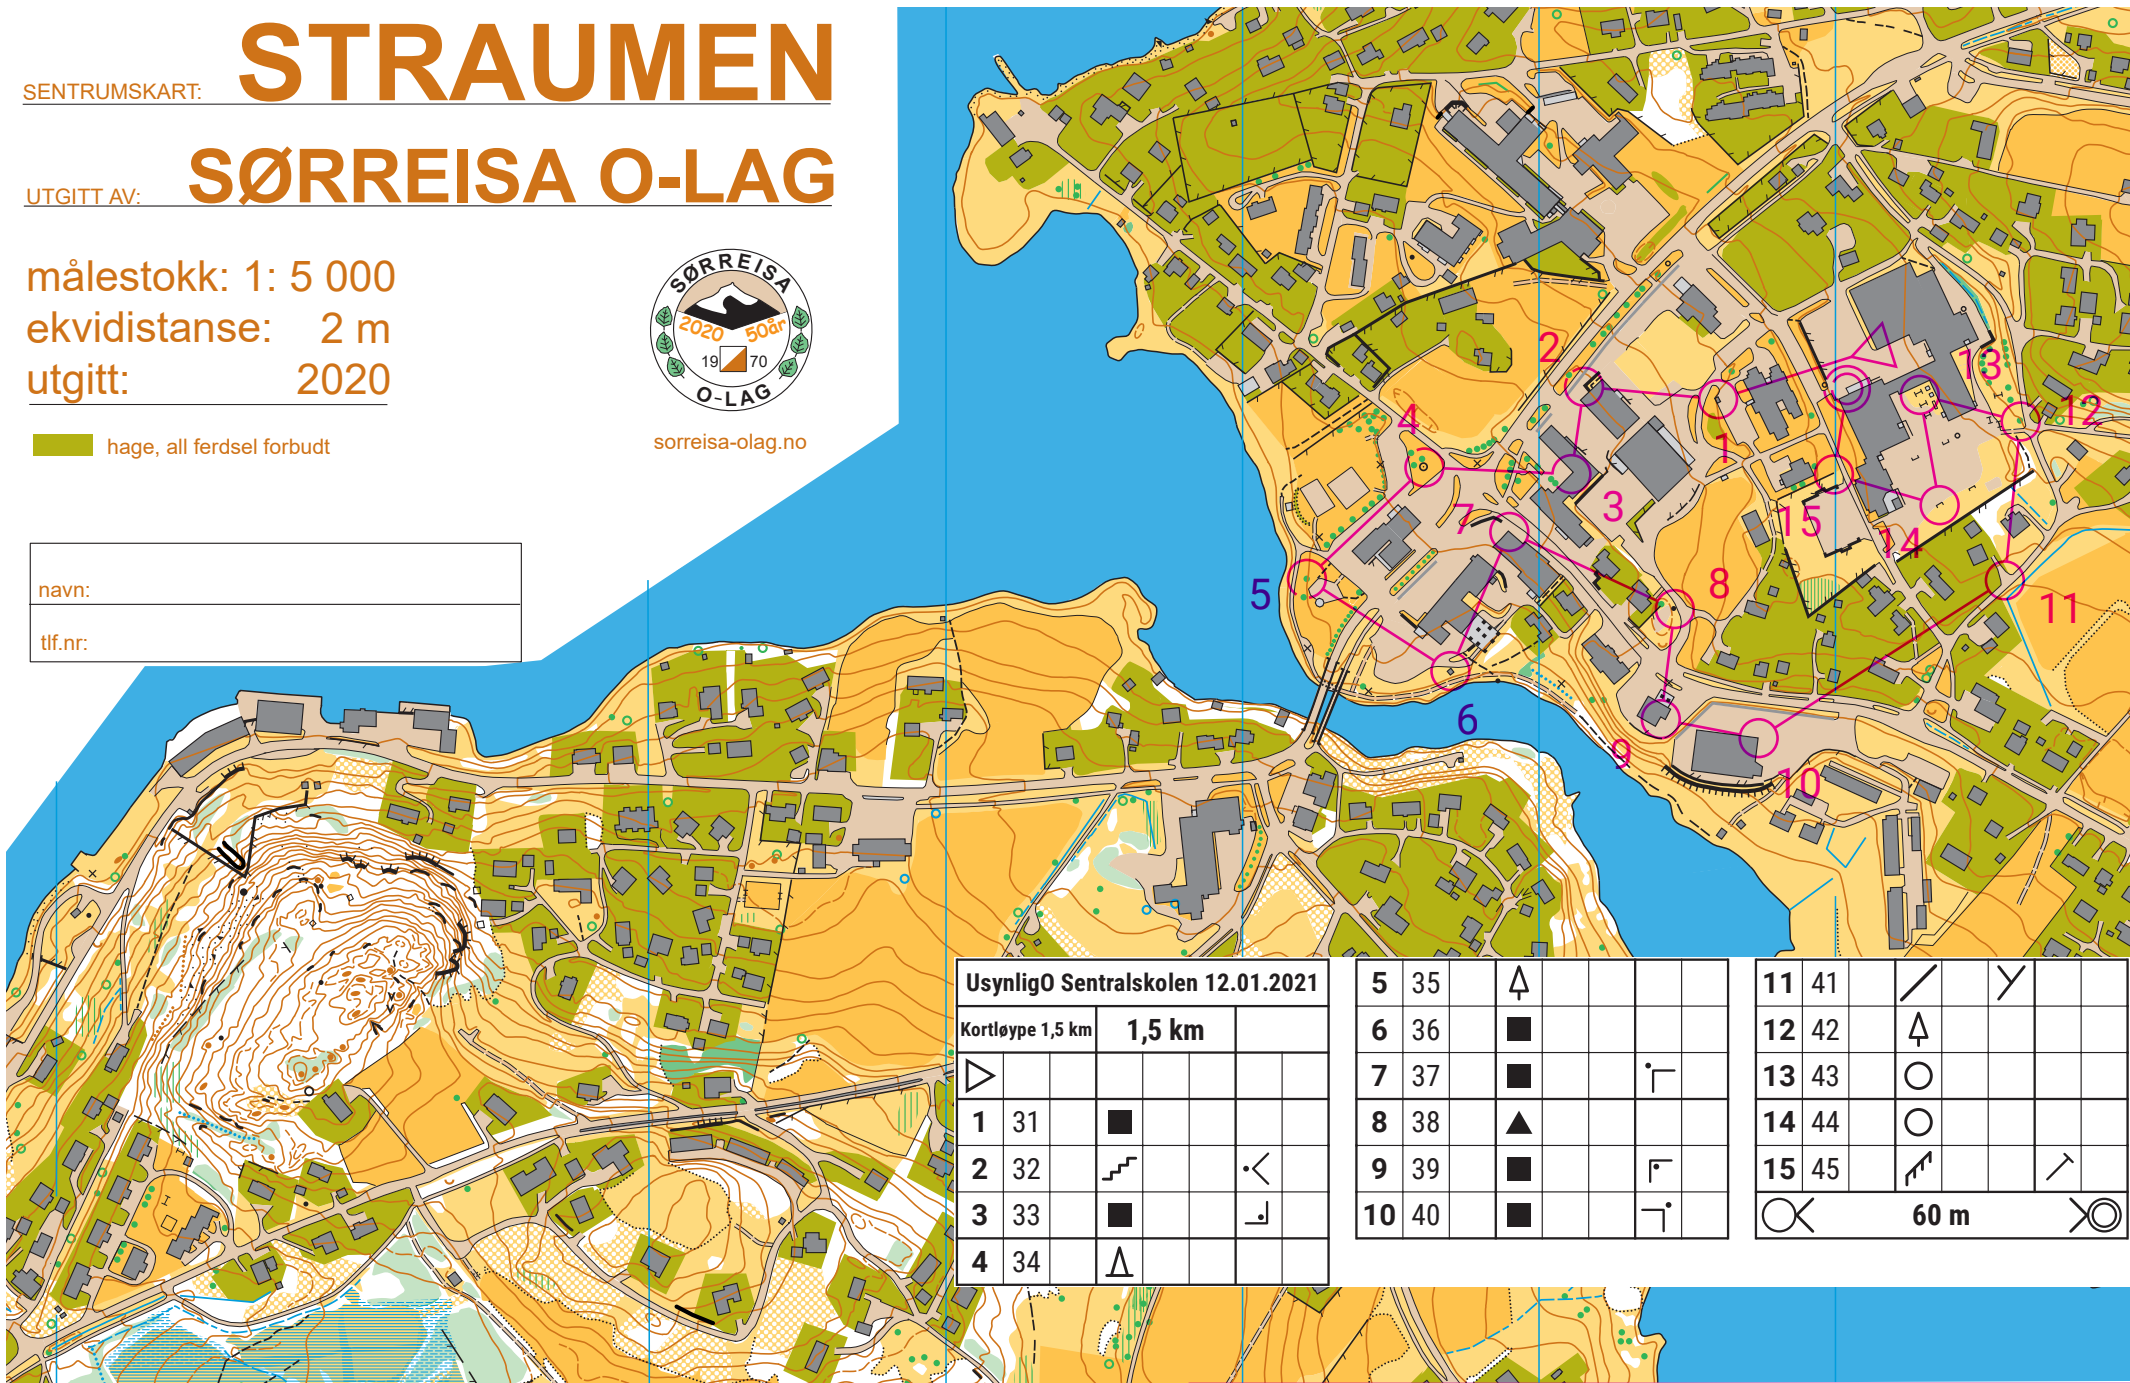 SENTRUMSKART: STRAUMEN
UTGITT AV: SØRREISA O-LAG
målestokk: 1: 5 000
ekvidistanse: 2 m
utgitt: 2020
hage, all ferdsel forbudt
SØRREISA
2020 50år
19 70
O-LAG
sorreisa-olag.no
navn:
tlf.nr:
2
13
4
12
1
7
3
15
14
5
8
11
6
9
10
UsynligO Sentralskolen 12.01.2021
Kortløype 1,5 km 1,5 km
1 31
2 32
3 33
4 34
5 35
6 36
7 37
8 38
9 39
10 40
11 41
12 42
13 43
14 44
15 45
60 m